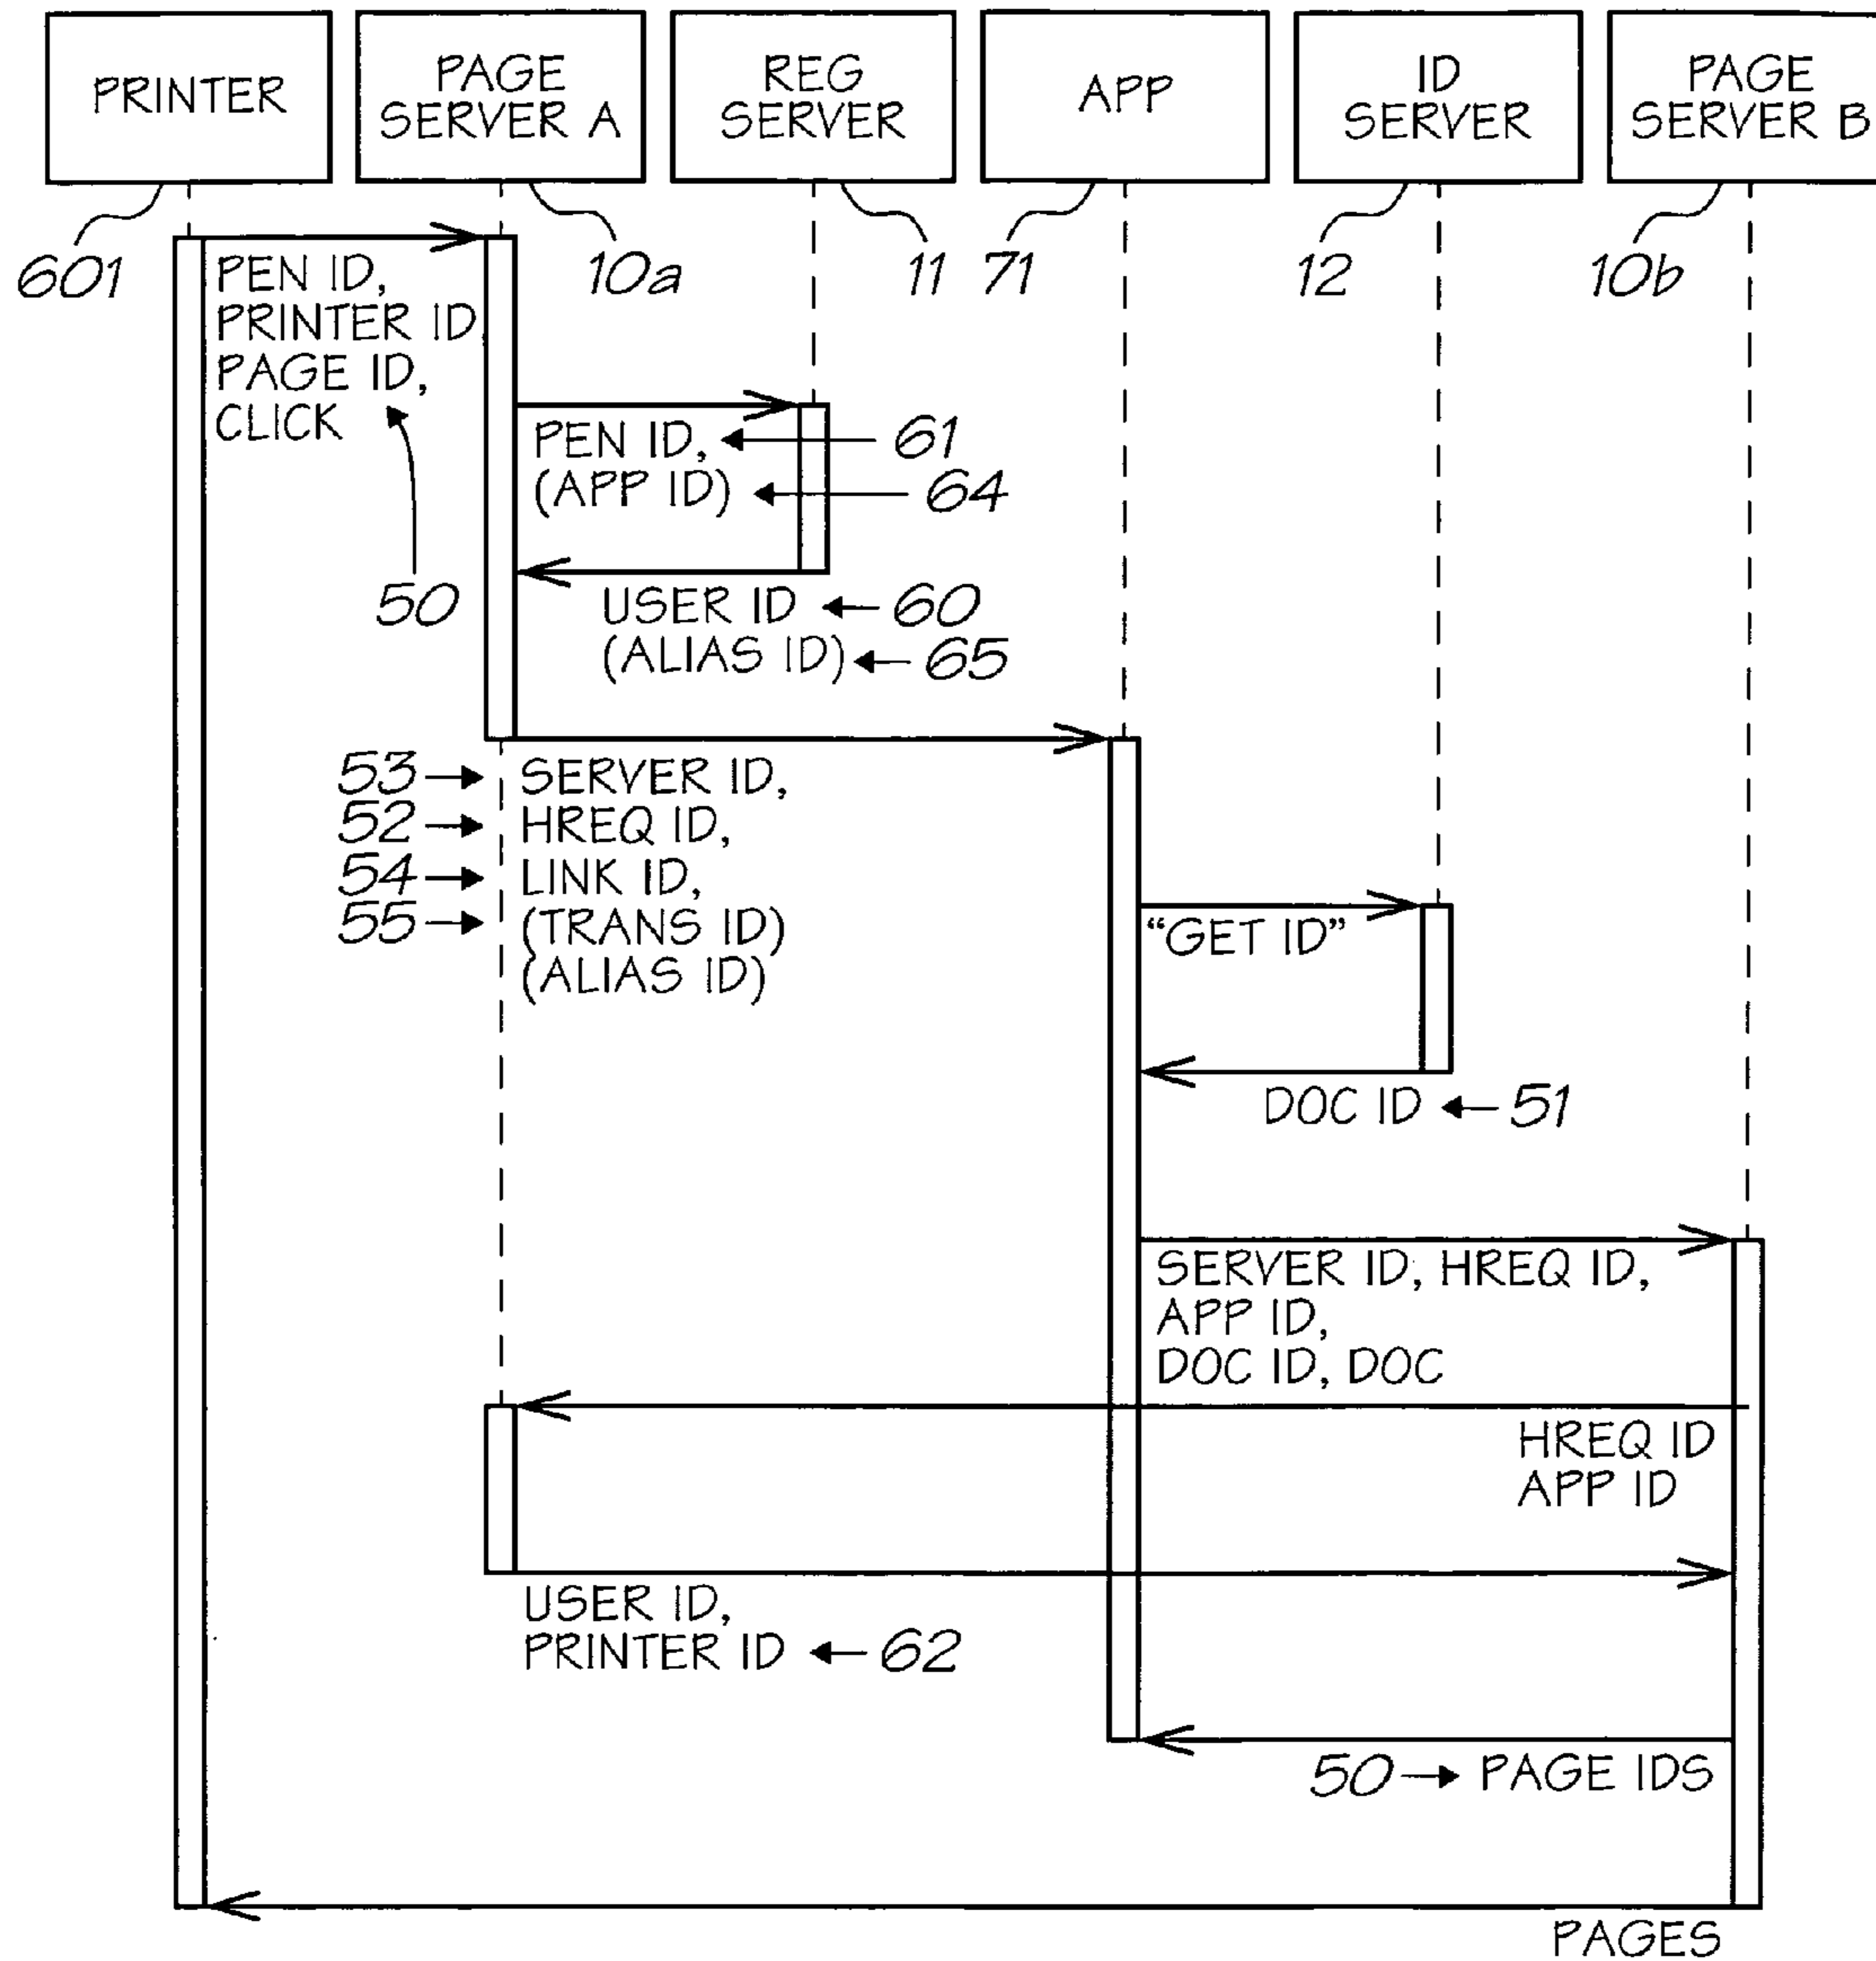 PRINTER
PAGE
SERVER A
REG
SERVER
APP
ID
SERVER
PAGE
SERVER B
601
10a
11
71
12
10b
PEN ID,
PRINTER ID
PAGE ID,
CLICK
50
PEN ID,
(APP ID)
61
64
USER ID
(ALIAS ID)
60
65
53
52
54
55
SERVER ID,
HREQ ID,
LINK ID,
(TRANS ID)
(ALIAS ID)
“GET ID”
DOC ID
51
SERVER ID, HREQ ID,
APP ID,
DOC ID, DOC
HREQ ID
APP ID
USER ID,
PRINTER ID
62
50
PAGE IDS
PAGES